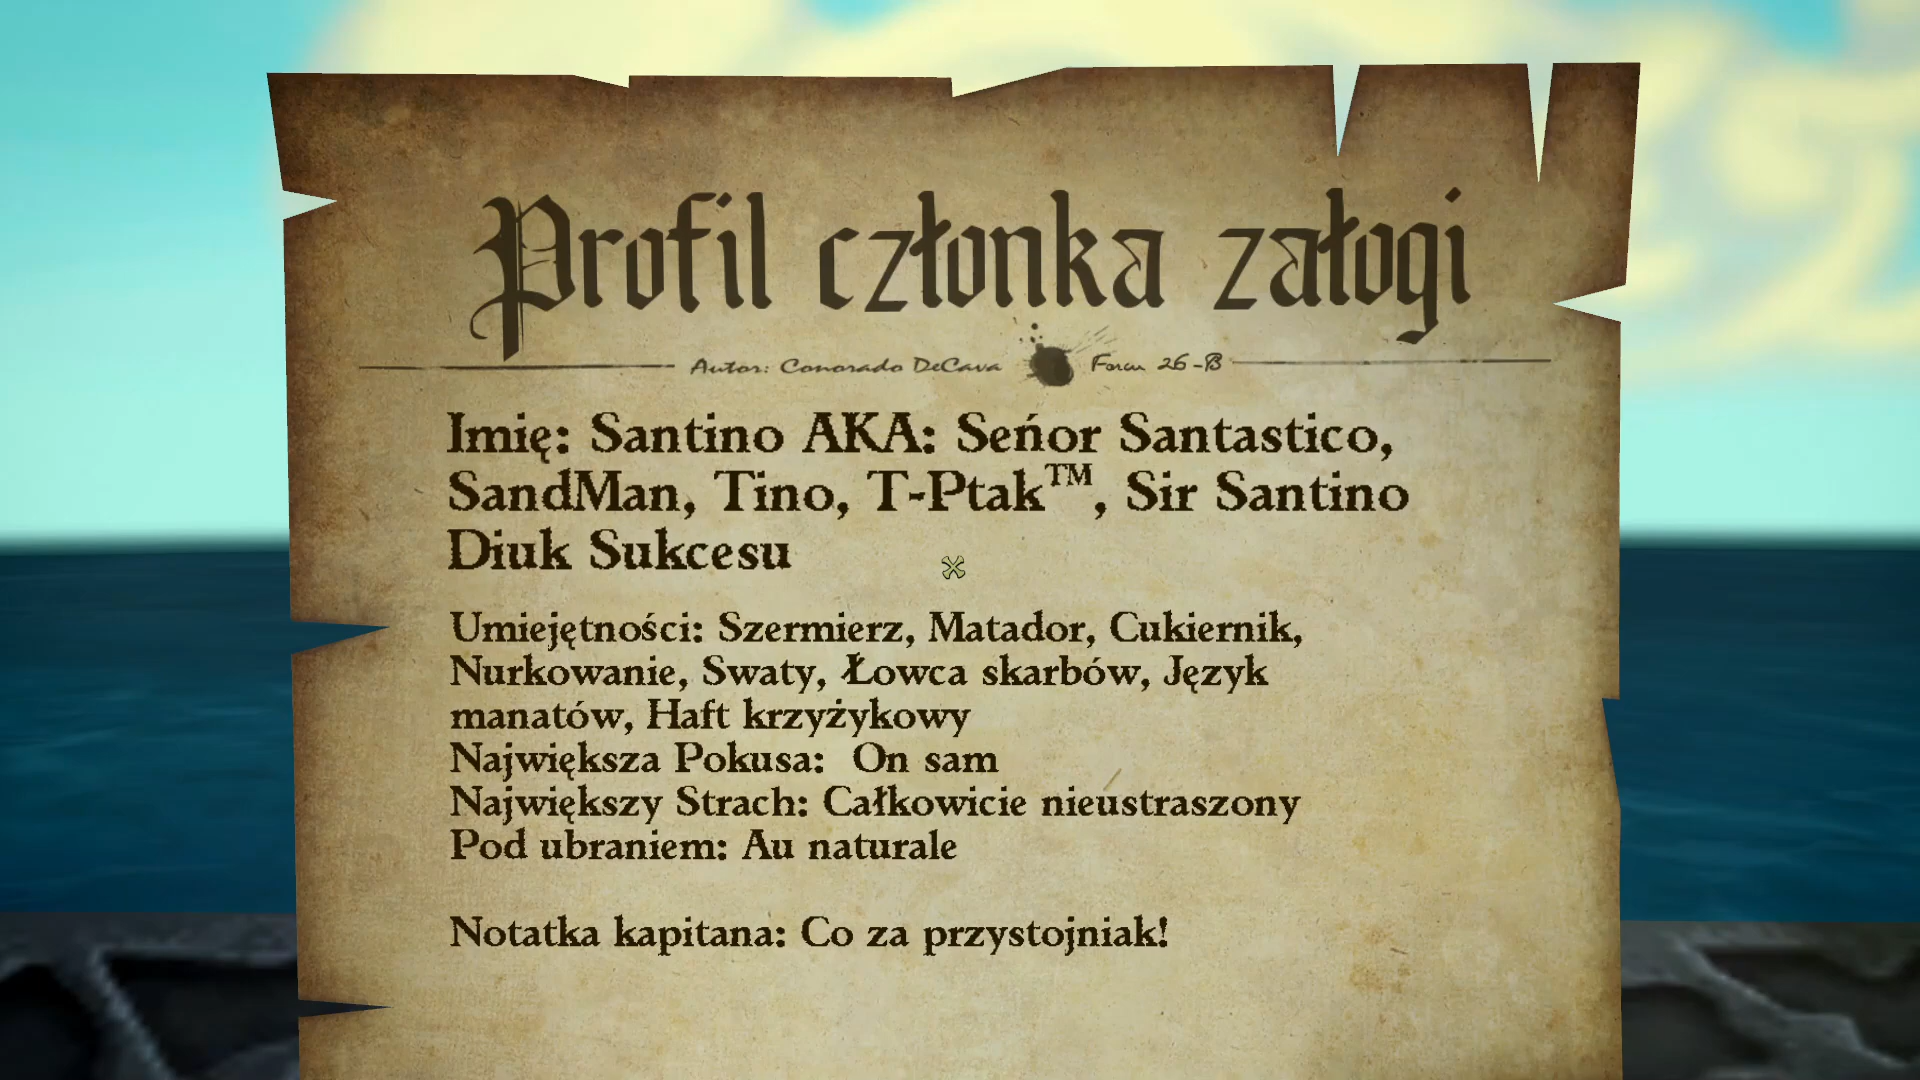 Profil członka załogi
Autor: Conorado DeCava Form 26-B
Imię: Santino AKA: Seńor Santastico,
SandMan, Tino, T-Ptak™, Sir Santino
Diuk Sukcesu
Umiejętności: Szermierz, Matador, Cukiernik,
Nurkowanie, Swaty, Łowca skarbów, Język
manatów, Haft krzyżykowy
Największa Pokusa: On sam
Największy Strach: Całkowicie nieustraszony
Pod ubraniem: Au naturale
Notatka kapitana: Co za przystojniak!